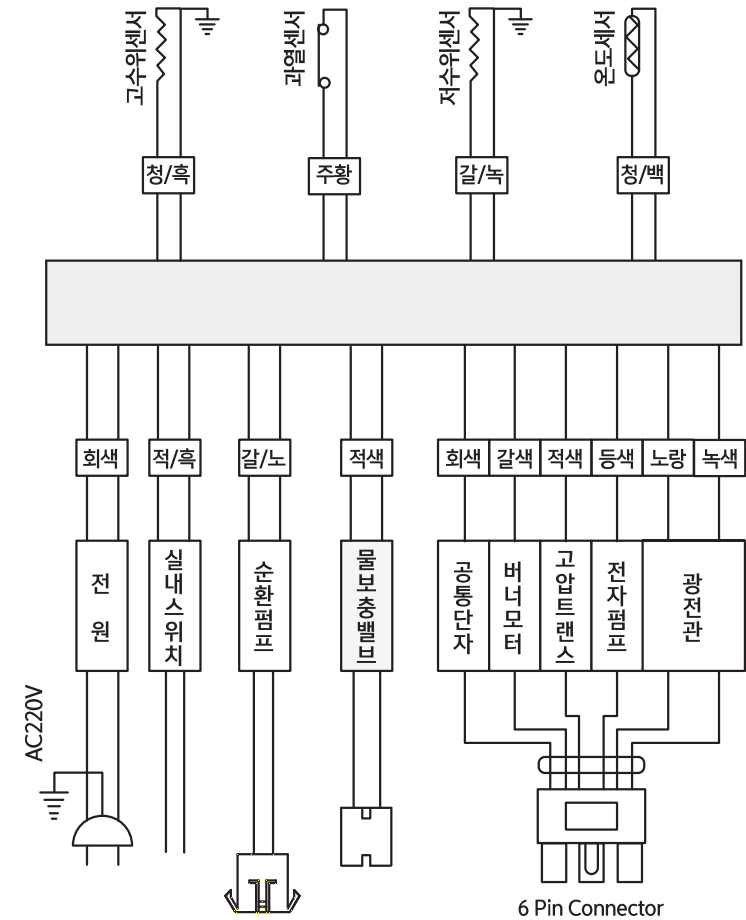 고수위센서
과열센서
저수위센서
온도세서
청/흑
주황
갈/녹
청/백
회색
적/흑
갈/노
적색
회색
갈색
적색
등색
노랑
녹색
전원
실내스위치
순환펌프
물보충밸브
공통단자
버너모터
고압트랜스
전자펌프
광전관
AC220V
6 Pin Connector